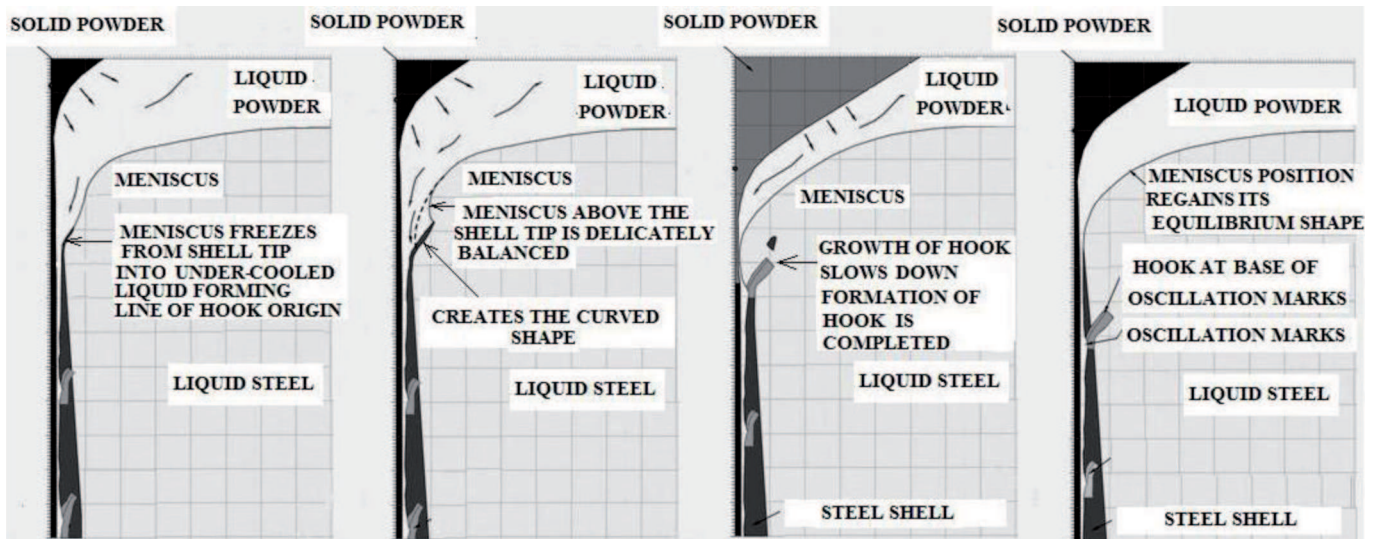 SOLID POWDER
LIQUID
POWDER
MENISCUS
MENISCUS FREEZES
FROM SHELL TIP
INTO UNDER-COOLED
LIQUID FORMING
LINE OF HOOK ORIGIN
LIQUID STEEL
SOLID POWDER
LIQUID
POWDER
MENISCUS
MENISCUS ABOVE THE
SHELL TIP IS DELICATELY
BALANCED
CREATES THE CURVED
SHAPE
LIQUID STEEL
SOLID POWDER
LIQUID
POWDER
MENISCUS
GROWTH OF HOOK
SLOWS DOWN
FORMATION OF
HOOK IS
COMPLETED
LIQUID STEEL
STEEL SHELL
SOLID POWDER
LIQUID POWDER
MENISCUS POSITION
REGAINS ITS
EQUILIBRIUM SHAPE
HOOK AT BASE OF
OSCILLATION MARKS
OSCILLATION MARKS
LIQUID STEEL
STEEL SHELL